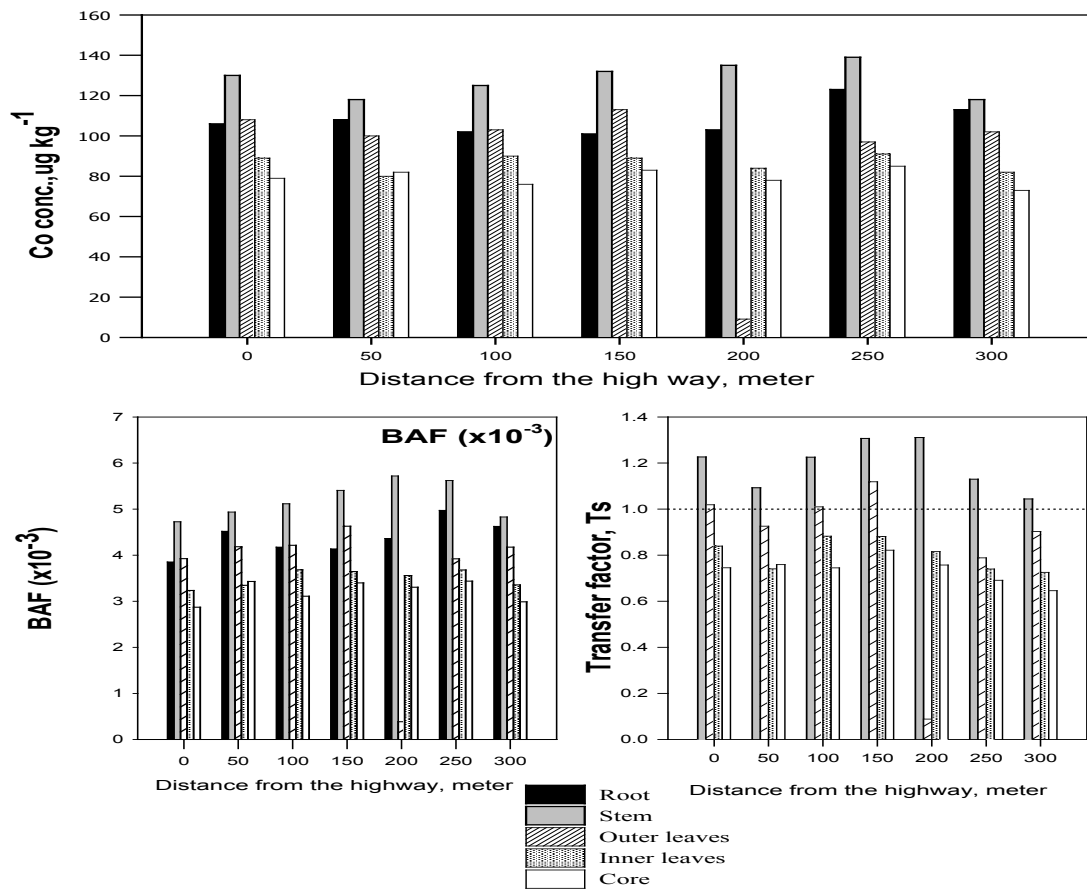 160
140
120
100
80
60
40
20
0
Co conc.,ug kg-1
0 50 100 150 200 250 300
Distance from the high way, meter
BAF (x10-3)
7
6
5
4
3
2
1
0
BAF (x10-3)
0 50 100 150 200 250 300
Distance from the highway, meter
1.4
1.2
1.0
0.8
0.6
0.4
0.2
0.0
Transfer factor, Ts
0 50 100 150 200 250 300
Distance from the highway, meter
Root
Stem
Outer leaves
Inner leaves
Core